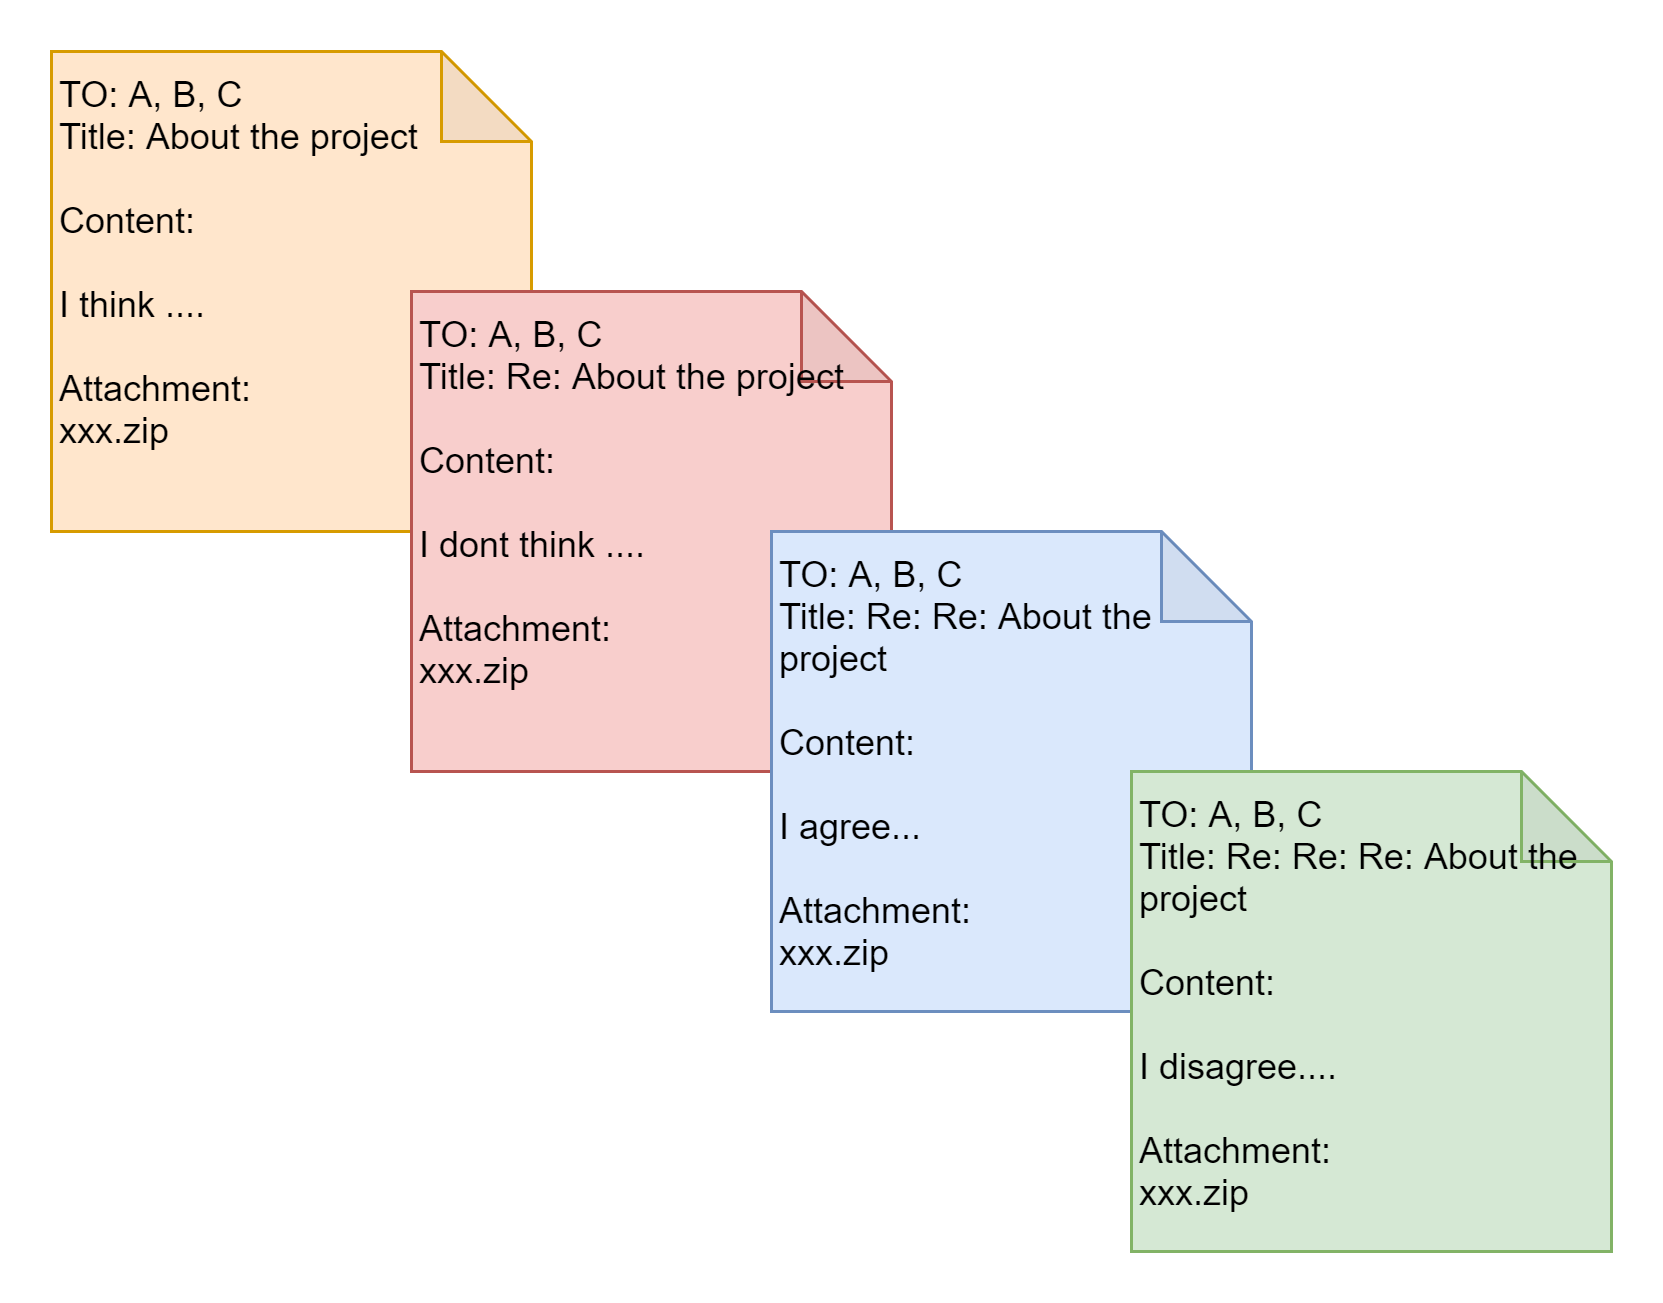 TO: A, B, C
Title: About the project
Content:
I think ....
Attachment:
xxx.zip
TO: A, B, C
Title: Re: About the project
Content:
I dont think ....
Attachment:
xxx.zip
TO: A, B, C
Title: Re: Re: About the
project
Content:
I agree...
Attachment:
xxx.zip
TO: A, B, C
Title: Re: Re: Re: About the
project
Content:
I disagree....
Attachment:
xxx.zip